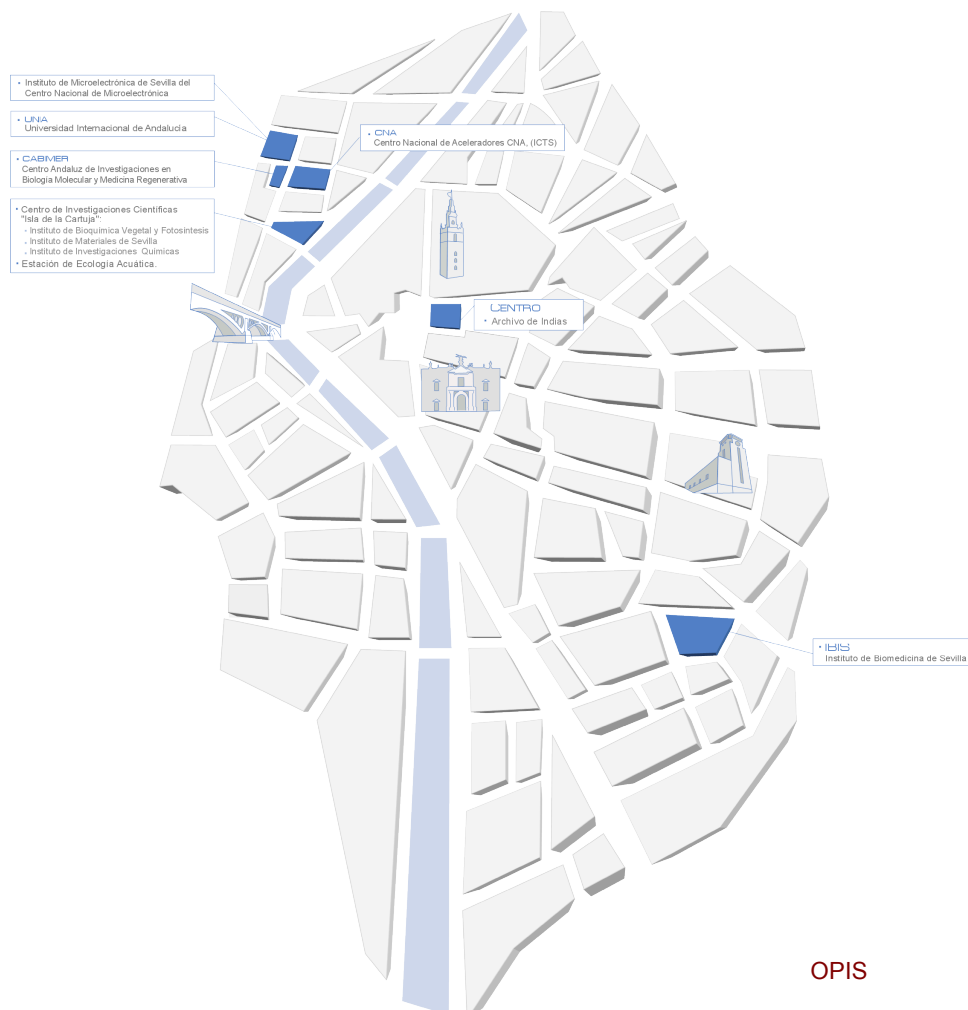 • Instituto de Microelectrónica de Sevilla del
Centro Nacional de Microelectrónica
• UNIA
Universidad Internacional de Andalucía
• CNA
Centro Nacional de Aceleradores CNA, (ICTS)
• CABIMER
Centro Andaluz de Investigaciones en
Biología Molecular y Medicina Regenerativa
• Centro de Investigaciones Científicas
"Isla de la Cartuja":
- Instituto de Bioquímica Vegetal y Fotosíntesis
. Instituto de Materiales de Sevilla
. Instituto de Investigaciones Químicas
• Estación de Ecología Acuática.
CENTRO
• Archivo de Indias
• IBIS
Instituto de Biomedicina de Sevilla
OPIS